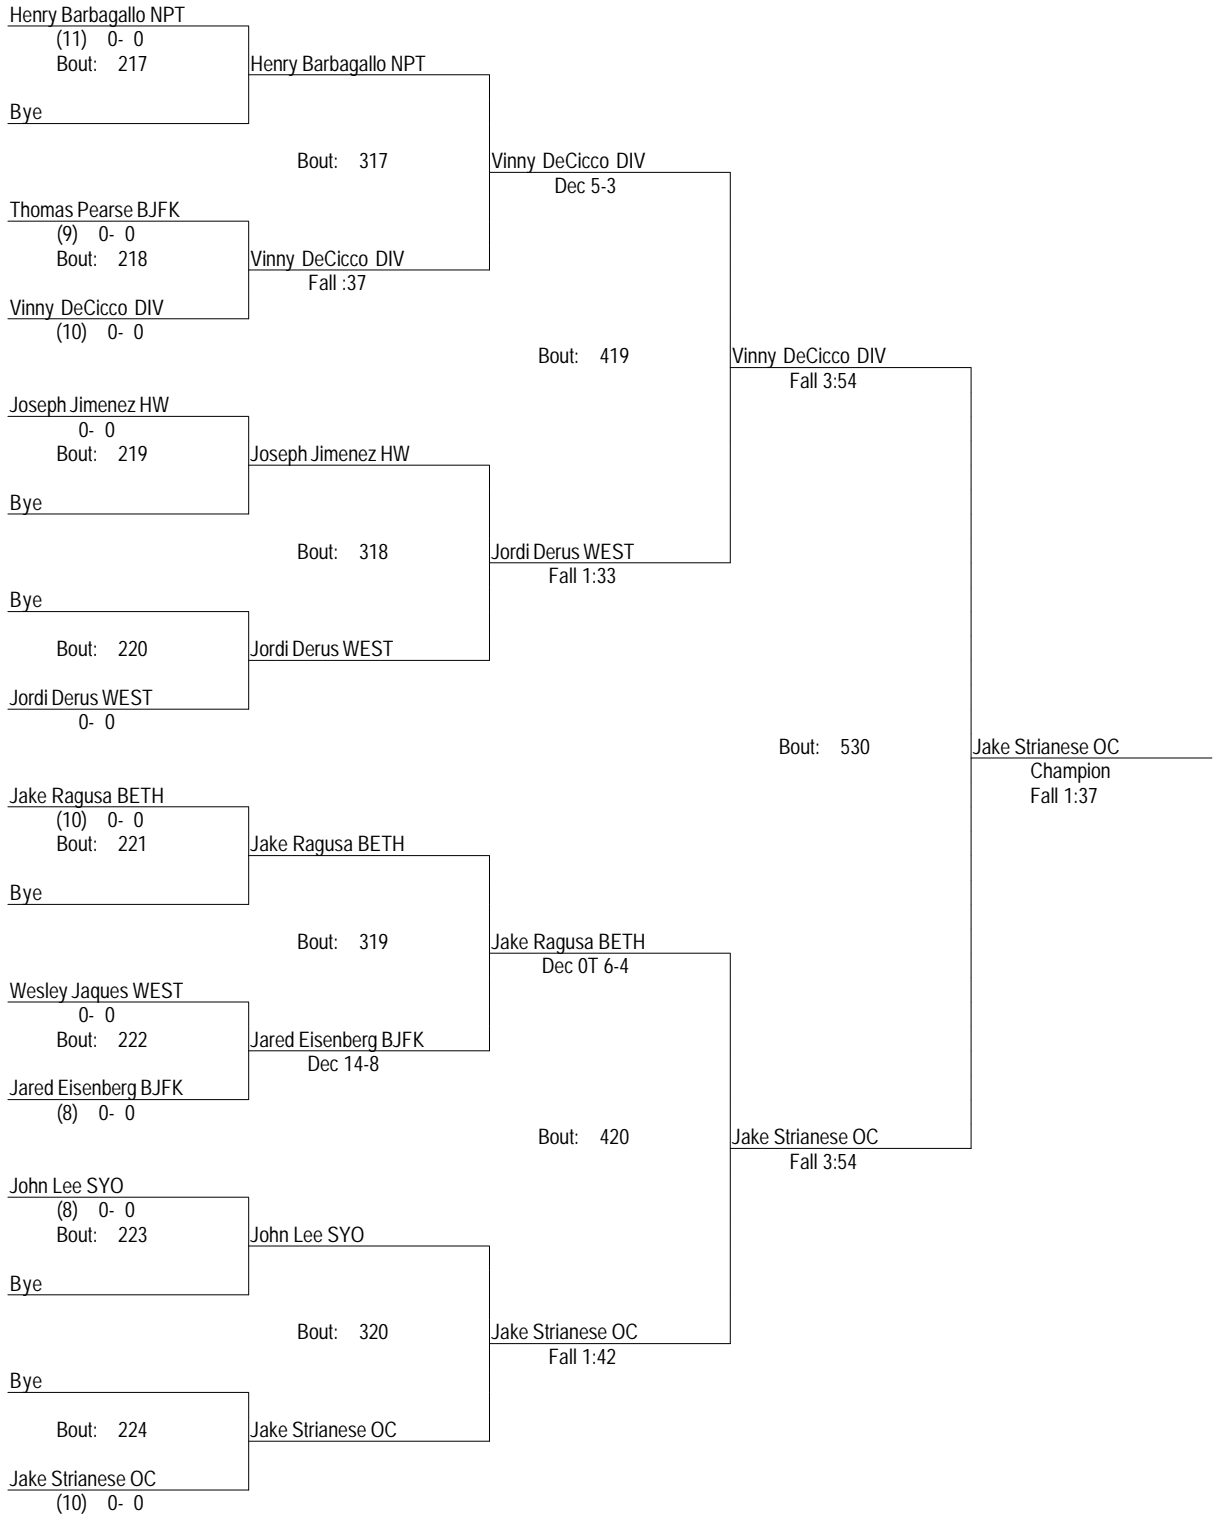 Henry Barbagallo NPT
(11) 0- 0
Bout: 217
Henry Barbagallo NPT
Bye
Bout: 317
Vinny DeCicco DIV
Dec 5-3
Thomas Pearse BJFK
(9) 0- 0
Bout: 218
Vinny DeCicco DIV
Fall :37
Vinny DeCicco DIV
(10) 0- 0
Bout: 419
Vinny DeCicco DIV
Fall 3:54
Joseph Jimenez HW
0- 0
Bout: 219
Joseph Jimenez HW
Bye
Bout: 318
Jordi Derus WEST
Fall 1:33
Bye
Bout: 220
Jordi Derus WEST
Jordi Derus WEST
0- 0
Bout: 530
Jake Strianese OC
Champion
Fall 1:37
Jake Ragusa BETH
(10) 0- 0
Bout: 221
Jake Ragusa BETH
Bye
Bout: 319
Jake Ragusa BETH
Dec 0T 6-4
Wesley Jaques WEST
0- 0
Bout: 222
Jared Eisenberg BJFK
Dec 14-8
Jared Eisenberg BJFK
(8) 0- 0
Bout: 420
Jake Strianese OC
Fall 3:54
John Lee SYO
(8) 0- 0
Bout: 223
John Lee SYO
Bye
Bout: 320
Jake Strianese OC
Fall 1:42
Bye
Bout: 224
Jake Strianese OC
Jake Strianese OC
(10) 0- 0